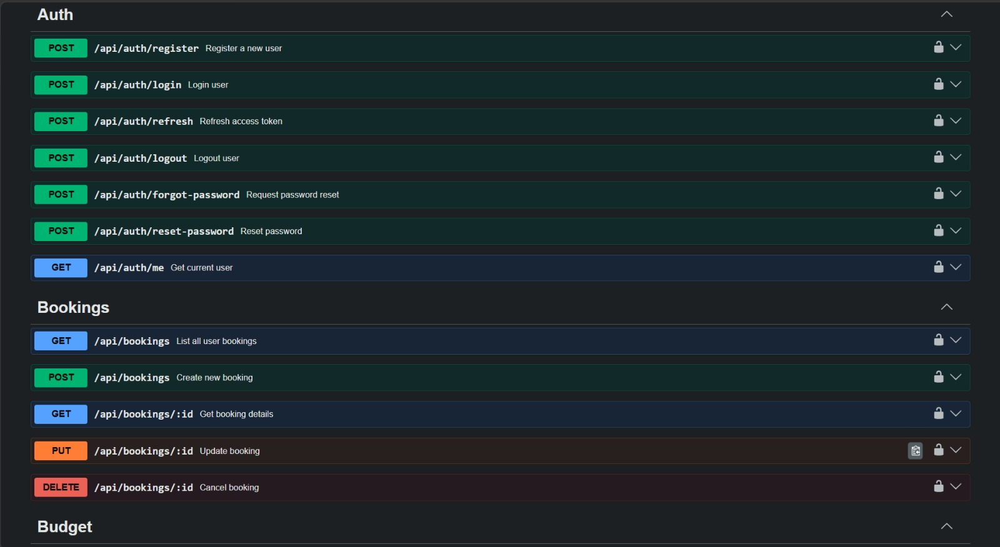 Auth
POST /api/auth/register Register a new user
POST /api/auth/login Login user
POST /api/auth/refresh Refresh access token
POST /api/auth/logout Logout user
POST /api/auth/forgot-password Request password reset
POST /api/auth/reset-password Reset password
GET /api/auth/me Get current user
Bookings
GET /api/bookings List all user bookings
POST /api/bookings Create new booking
GET /api/bookings/:id Get booking details
PUT /api/bookings/:id Update booking
DELETE /api/bookings/:id Cancel booking
Budget